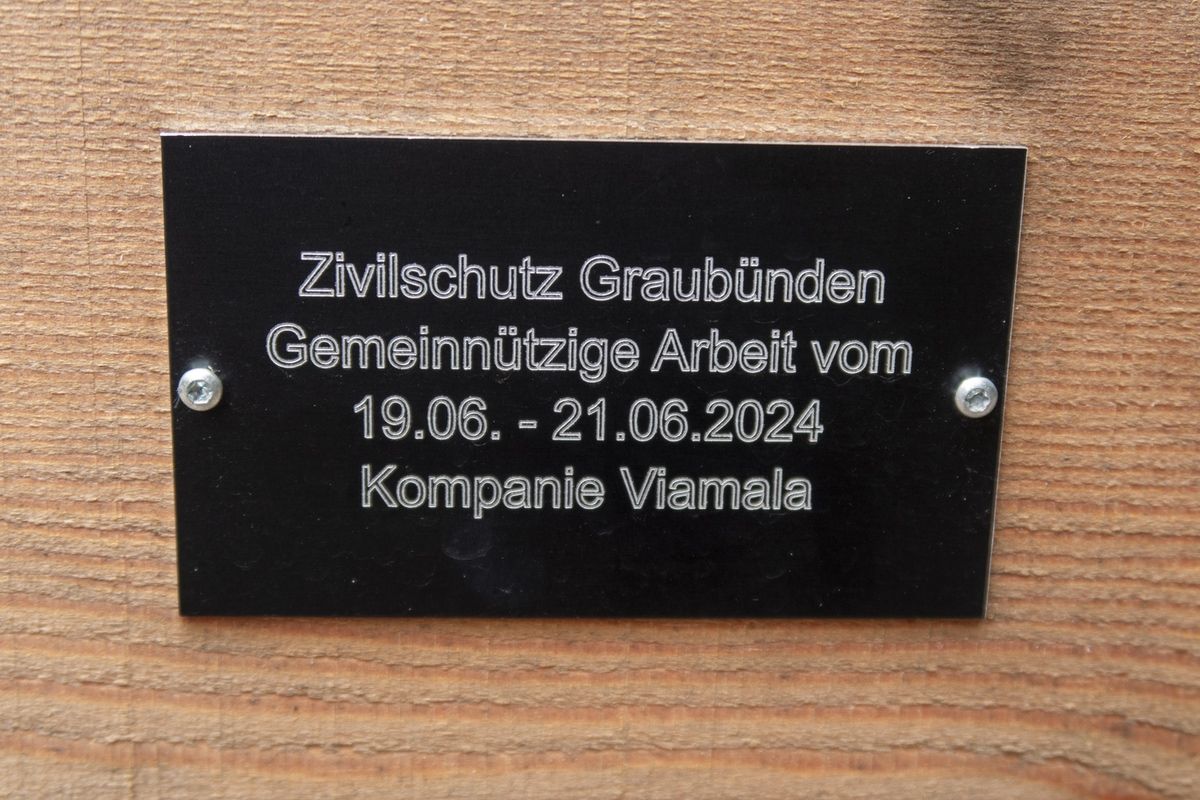 Zivilschutz Graubünden
Gemeinnützige Arbeit vom
19.06. - 21.06.2024
Kompanie Viamala